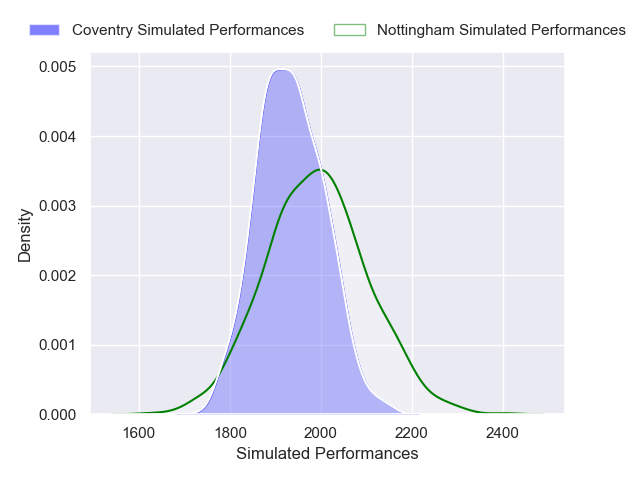 Coventry Simulated Performances
Nottingham Simulated Performances
Density
0.005
0.004
0.003
0.002
0.001
0.000
1600
1800
2000
2200
2400
Simulated Performances